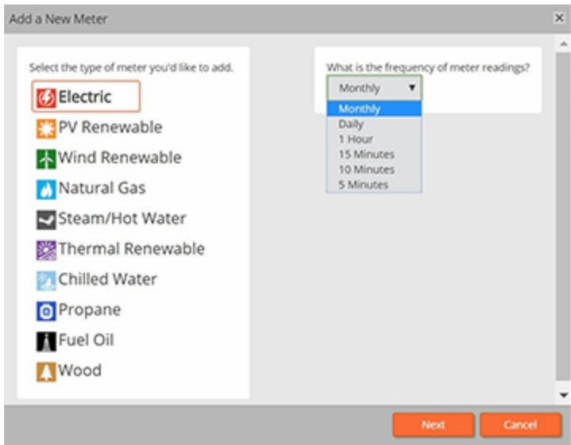 Add a New Meter
Select the type of meter you'd like to add.
Electric
PV Renewable
Wind Renewable
Natural Gas
Steam/Hot Water
Thermal Renewable
Chilled Water
Propane
Fuel Oil
Wood
What is the frequency of meter readings?
Monthly
Monthly
Daily
1 Hour
15 Minutes
10 Minutes
5 Minutes
Next
Cancel